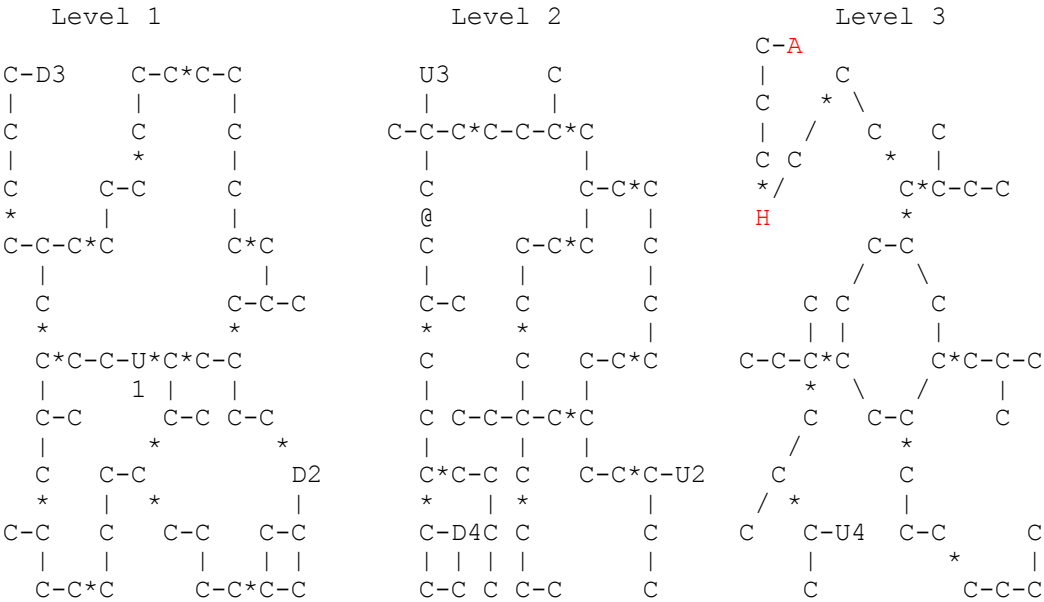 Level 1                  Level 2                 Level 3
                                               C-A
C-D3    C-C*C-C           U3      C            |    C
|       |     |           |       |            C   * \
C       C     C         C-C-C*C-C-C*C          |  /   C   C
|       *     |           |         |          C C     *  |
C     C-C     C           C         C-C*C      */       C*C-C-C
*     |       |           @         |   |      H        *
C-C-C*C       C*C         C     C-C*C   C             C-C
  |             |         |     |       |            /   \
  C           C-C-C       C-C   C       C         C C     C
  *           *           *     *       |         | |     |
  C*C-C-U*C*C-C           C     C   C-C*C     C-C-C*C     C*C-C-C
  |     1 |   |           |     |   |             *  \   /    |
  C-C     C-C C-C         C C-C-C-C*C             C   C-C     C
  |      *       *        |     |   |            /      *
  C   C-C         D2      C*C-C C   C-C*C-U2    C       C
  *   |  *        |       *   | *       |      / *      |
C-C   C   C-C   C-C       C-D4C C       C     C   C-U4  C-C     C
  |   |     |   | |       | | | |       |         |        *    |
  C-C*C     C-C*C-C       C-C C C-C     C         C         C-C-C